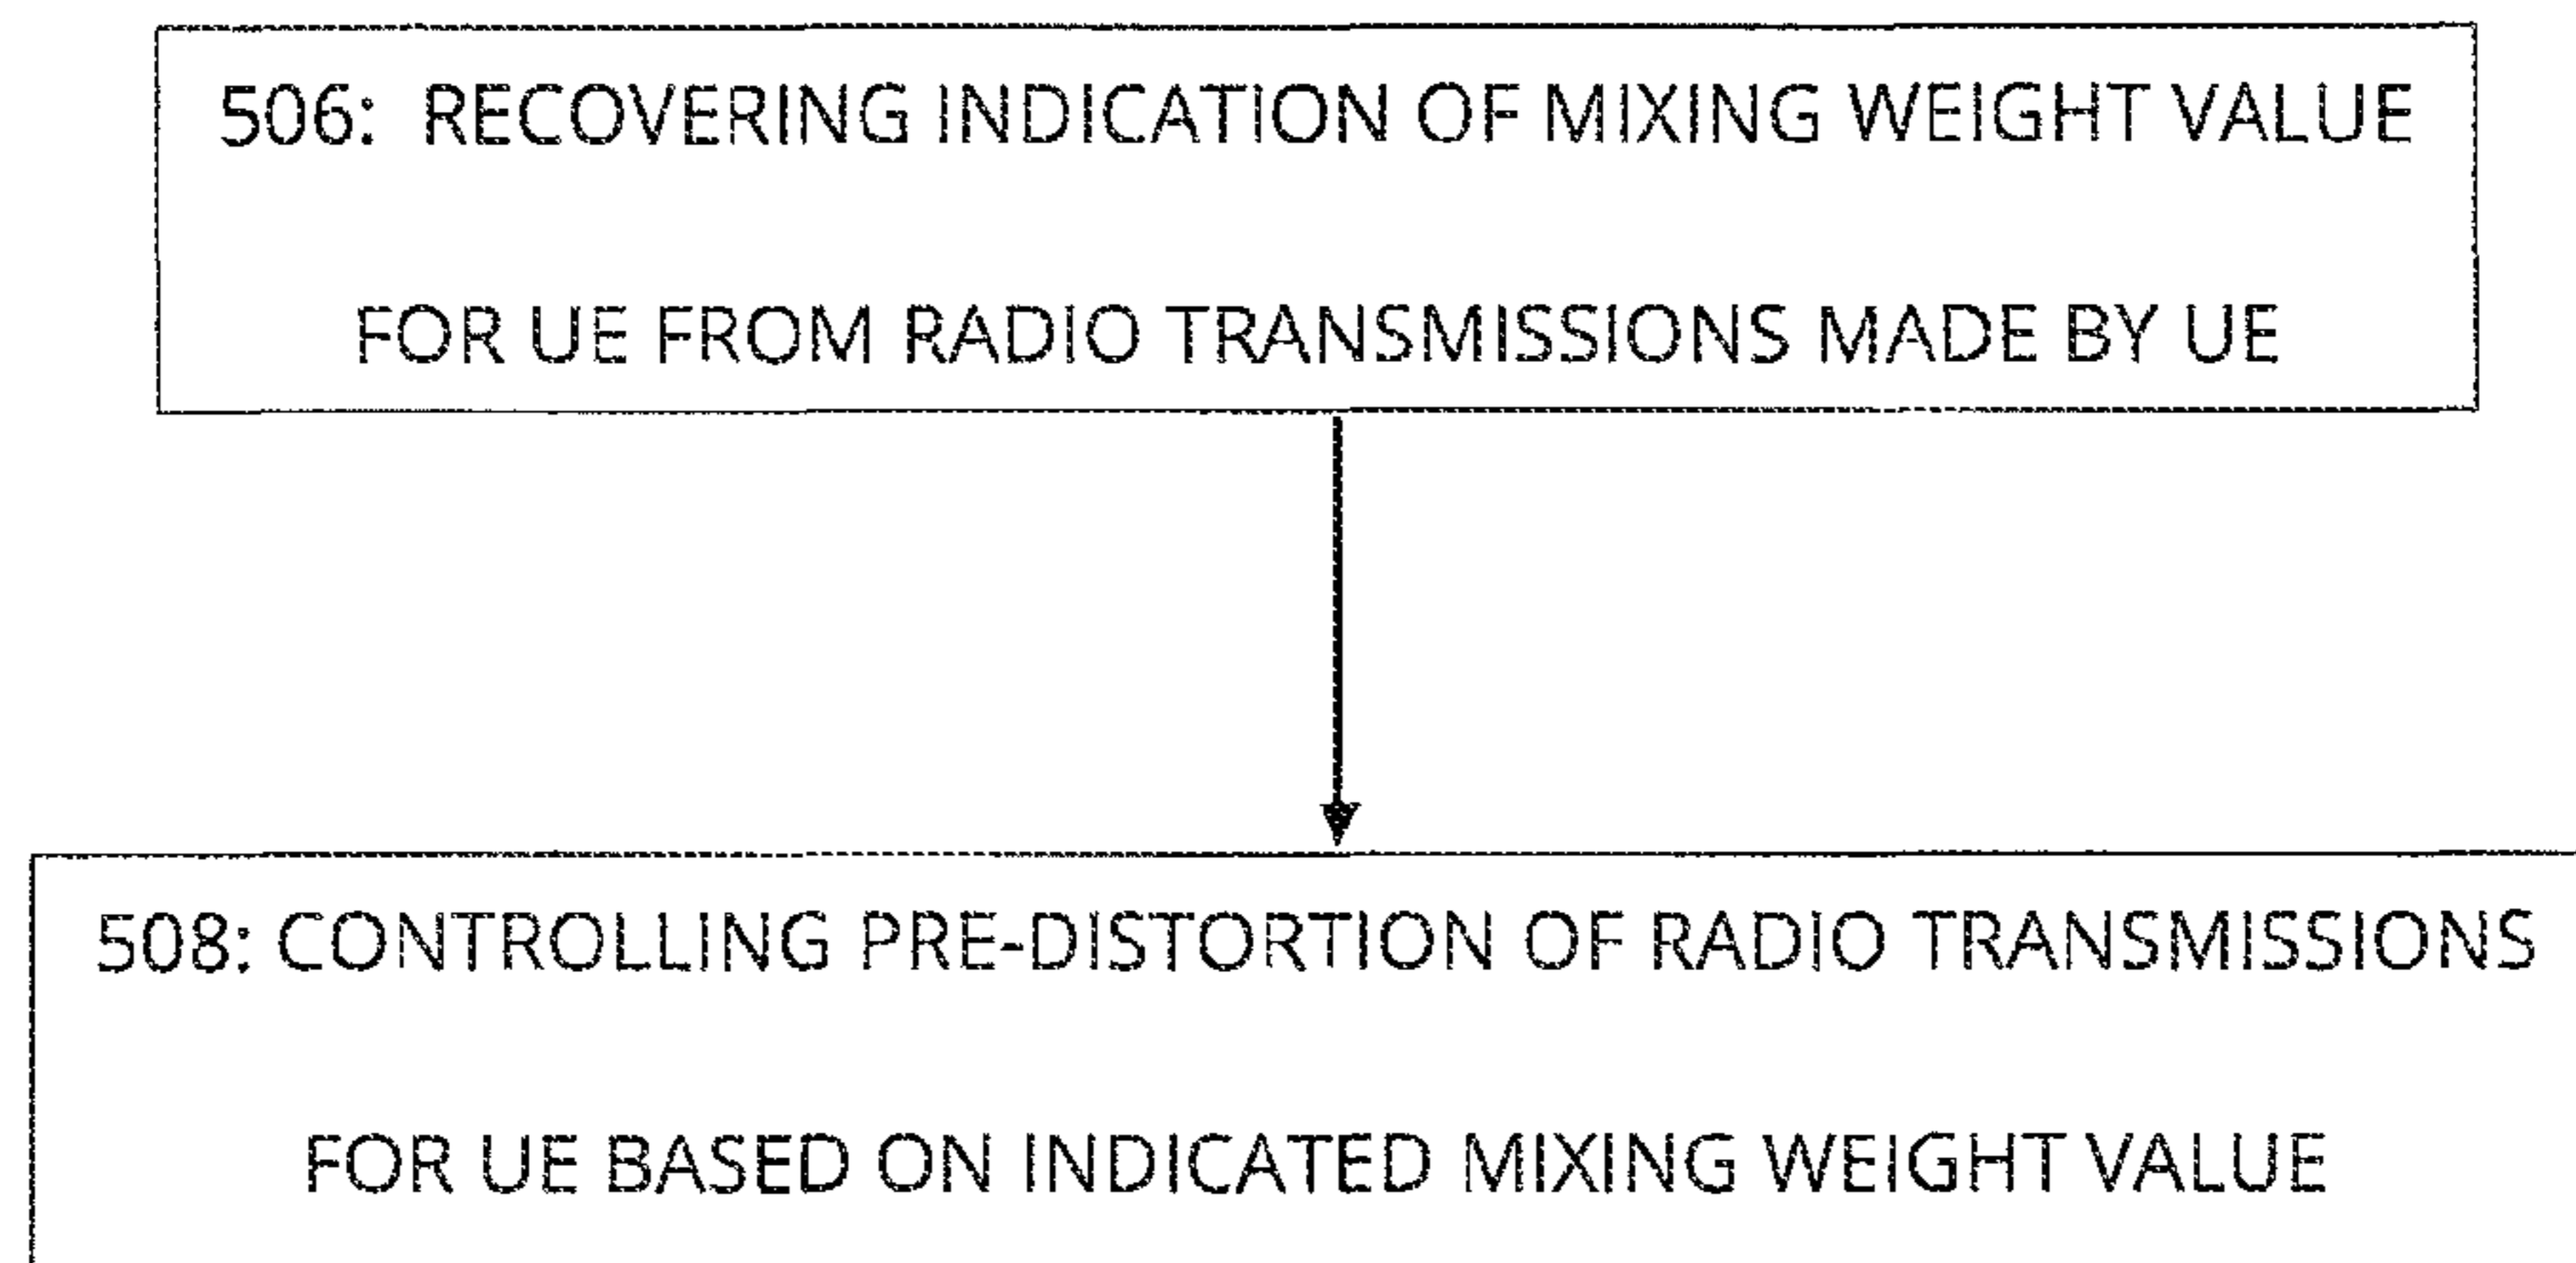 506: RECOVERING INDICATION OF MIXING WEIGHT VALUE
FOR UE FROM RADIO TRANSMISSIONS MADE BY UE
508: CONTROLLING PRE-DISTORTION OF RADIO TRANSMISSIONS
FOR UE BASED ON INDICATED MIXING WEIGHT VALUE